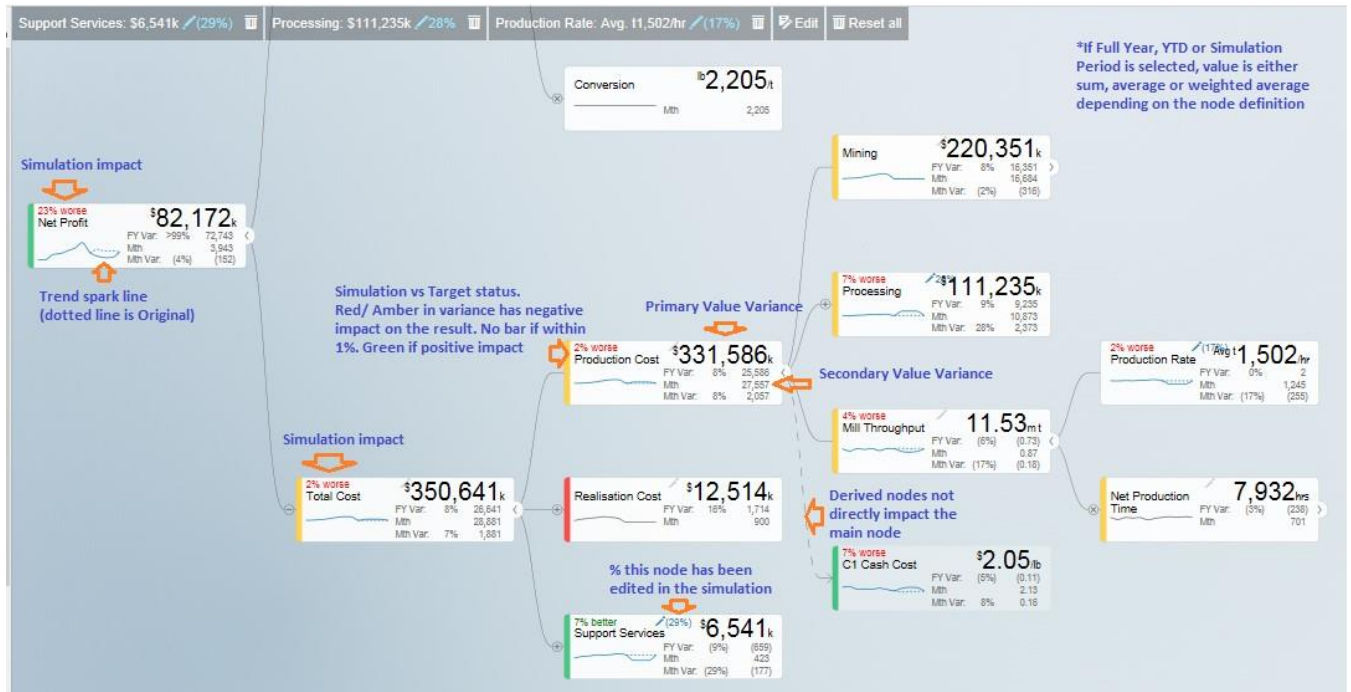 Support Services: $6,541k (29%) Processing: $111,235k 28% Production Rate: Avg. t1,502/hr (17%) Edit Reset all
*If Full Year, YTD or Simulation
Period is selected, value is either
sum, average or weighted average
depending on the node definition
Conversion lb2,205/t
Mth 2,205
Mining $220,351k
FY Var: 8% 16,351
Mth 16,684
Mth Var: (2%) (316)
Simulation impact
23% worse
Net Profit $82,172k
FY Var: >99% 72,743
Mth 3,943
Mth Var: (4%) (152)
Trend spark line
(dotted line is Original)
Simulation vs Target status.
Red/ Amber in variance has negative
impact on the result. No bar if within
1%. Green if positive impact
Primary Value Variance
7% worse
Processing $111,235k
FY Var: 9% 9,235
Mth 10,873
Mth Var: 28% 2,373
2% worse
Production Cost $331,586k
FY Var: 8% 25,586
Mth 27,557
Mth Var: 8% 2,057
Secondary Value Variance
2% worse (17%)
Production Rate Avg t1,502/hr
FY Var: 0% 2
Mth 1,245
Mth Var: (17%) (255)
4% worse
Mill Throughput 11.53mt
FY Var: (6%) (0.73)
Mth 0.87
Mth Var: (17%) (0.18)
Simulation impact
2% worse
Total Cost $350,641k
FY Var: 8% 26,641
Mth 28,881
Mth Var: 7% 1,881
Realisation Cost $12,514k
FY Var: 16% 1,714
Mth 900
Derived nodes not
directly impact the
main node
Net Production
Time 7,932hrs
FY Var: (3%) (238)
Mth 701
7% worse
C1 Cash Cost $2.05/lb
FY Var: (5%) (0.11)
Mth 2.13
Mth Var: 8% 0.16
% this node has been
edited in the simulation
7% better (29%)
Support Services $6,541k
FY Var: (9%) (659)
Mth 423
Mth Var: (29%) (177)